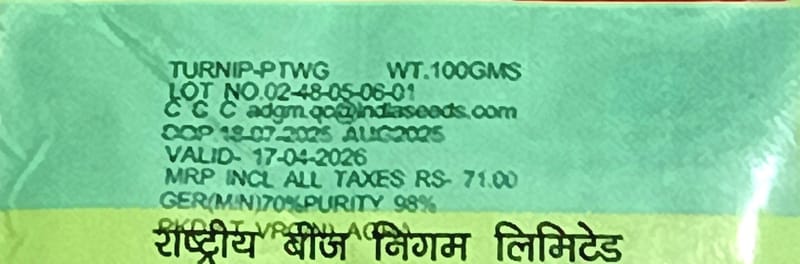 TURNIP-PTWG WT.100GMS
LOT NO.02-48-05-06-01
C C C adgm.qc@indiaseeds.com
DOP 18-07-2025 AUG2025
VALID- 17-04-2026
MRP INCL ALL TAXES RS- 71.00
GER(MIN)70%PURITY 98%
राष्ट्रीय बीज निगम लिमिटेड